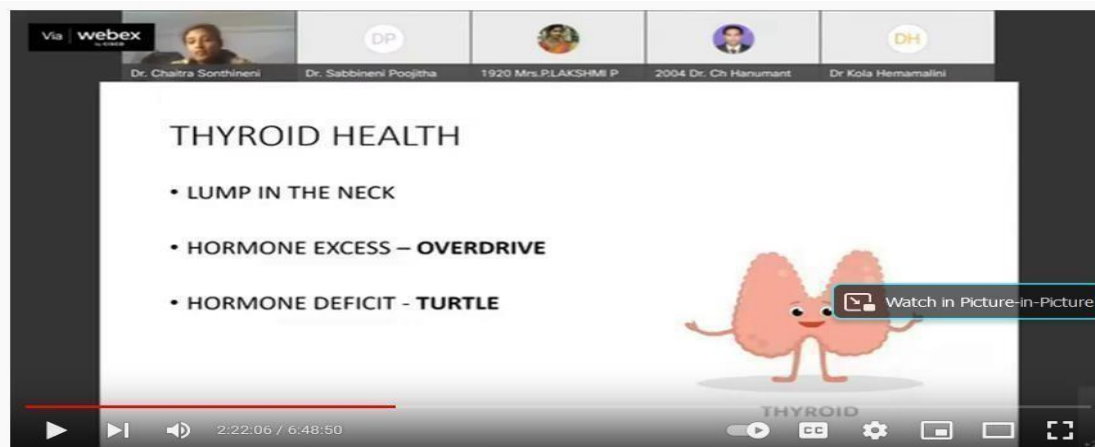 Via webex
by CISCO
DP
DH
Dr. Chaitra Sonthineni
Dr. Sabbineni Poojitha
1920 Mrs.P.LAKSHMI P
2004 Dr. Ch Hanumant
Dr Kola Hemamalini
THYROID HEALTH
• LUMP IN THE NECK
• HORMONE EXCESS – OVERDRIVE
• HORMONE DEFICIT - TURTLE
Watch in Picture-in-Picture
THYROID
2:22:06 / 6:48:50
CC